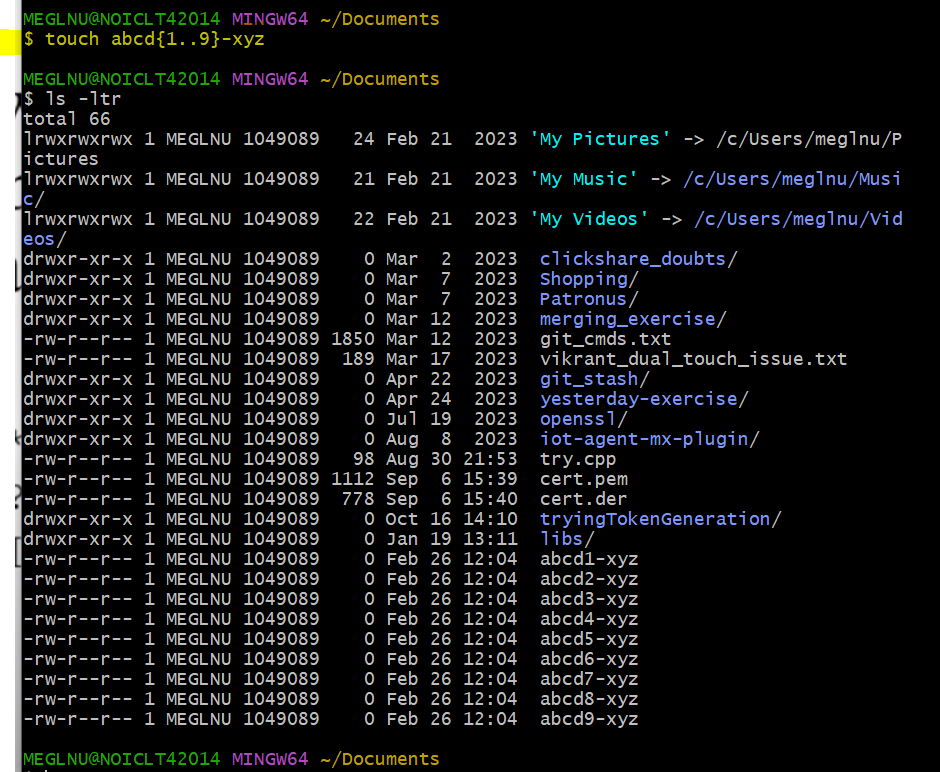 MEGLNU@NOICLT42014 MINGW64 ~/Documents
$ touch abcd{1..9}-xyz
MEGLNU@NOICLT42014 MINGW64 ~/Documents
$ ls -ltr
total 66
lrwxrwxrwx 1 MEGLNU 1049089   24 Feb 21  2023 'My Pictures' -> /c/Users/meglnu/P
ictures
lrwxrwxrwx 1 MEGLNU 1049089   21 Feb 21  2023 'My Music' -> /c/Users/meglnu/Musi
c/
lrwxrwxrwx 1 MEGLNU 1049089   22 Feb 21  2023 'My Videos' -> /c/Users/meglnu/Vid
eos/
drwxr-xr-x 1 MEGLNU 1049089    0 Mar  2  2023  clickshare_doubts/
drwxr-xr-x 1 MEGLNU 1049089    0 Mar  7  2023  Shopping/
drwxr-xr-x 1 MEGLNU 1049089    0 Mar  7  2023  Patronus/
drwxr-xr-x 1 MEGLNU 1049089    0 Mar 12  2023  merging_exercise/
-rw-r--r-- 1 MEGLNU 1049089 1850 Mar 12  2023  git_cmds.txt
-rw-r--r-- 1 MEGLNU 1049089  189 Mar 17  2023  vikrant_dual_touch_issue.txt
drwxr-xr-x 1 MEGLNU 1049089    0 Apr 22  2023  git_stash/
drwxr-xr-x 1 MEGLNU 1049089    0 Apr 24  2023  yesterday-exercise/
drwxr-xr-x 1 MEGLNU 1049089    0 Jul 19  2023  openssl/
drwxr-xr-x 1 MEGLNU 1049089    0 Aug  8  2023  iot-agent-mx-plugin/
-rw-r--r-- 1 MEGLNU 1049089   98 Aug 30 21:53  try.cpp
-rw-r--r-- 1 MEGLNU 1049089 1112 Sep  6 15:39  cert.pem
-rw-r--r-- 1 MEGLNU 1049089  778 Sep  6 15:40  cert.der
drwxr-xr-x 1 MEGLNU 1049089    0 Oct 16 14:10  tryingTokenGeneration/
drwxr-xr-x 1 MEGLNU 1049089    0 Jan 19 13:11  libs/
-rw-r--r-- 1 MEGLNU 1049089    0 Feb 26 12:04  abcd1-xyz
-rw-r--r-- 1 MEGLNU 1049089    0 Feb 26 12:04  abcd2-xyz
-rw-r--r-- 1 MEGLNU 1049089    0 Feb 26 12:04  abcd3-xyz
-rw-r--r-- 1 MEGLNU 1049089    0 Feb 26 12:04  abcd4-xyz
-rw-r--r-- 1 MEGLNU 1049089    0 Feb 26 12:04  abcd5-xyz
-rw-r--r-- 1 MEGLNU 1049089    0 Feb 26 12:04  abcd6-xyz
-rw-r--r-- 1 MEGLNU 1049089    0 Feb 26 12:04  abcd7-xyz
-rw-r--r-- 1 MEGLNU 1049089    0 Feb 26 12:04  abcd8-xyz
-rw-r--r-- 1 MEGLNU 1049089    0 Feb 26 12:04  abcd9-xyz
MEGLNU@NOICLT42014 MINGW64 ~/Documents